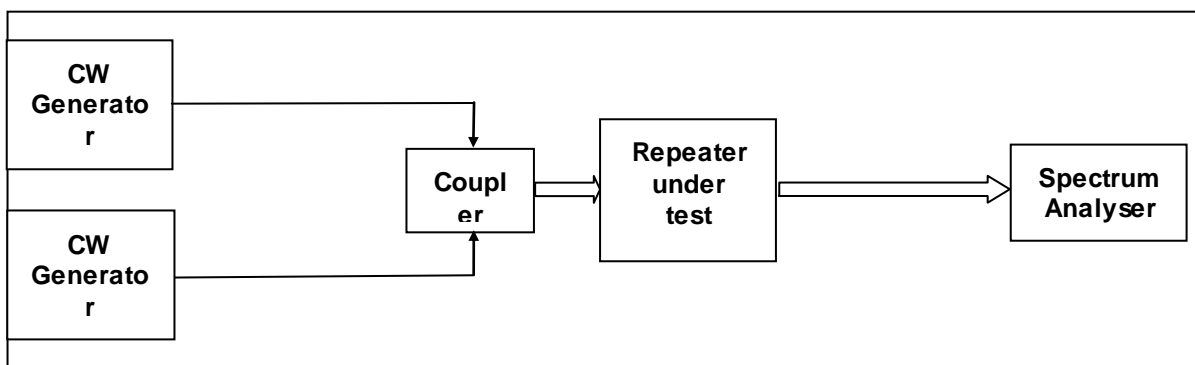 CW
Generato
r
CW
Generato
r
Coupl
er
Repeater
under
test
Spectrum
Analyser